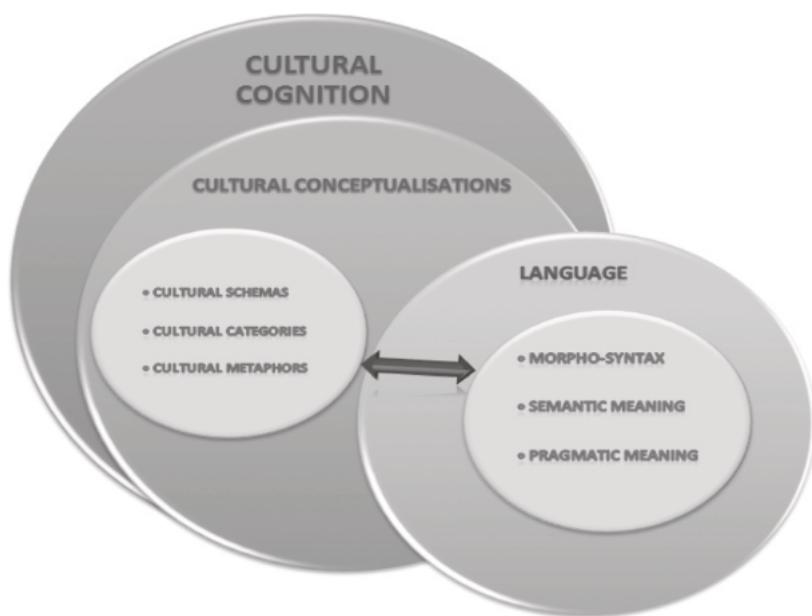 CULTURAL
COGNITION
CULTURAL CONCEPTUALISATIONS
• CULTURAL SCHEMAS
• CULTURAL CATEGORIES
• CULTURAL METAPHORS
LANGUAGE
• MORPHO-SYNTAX
• SEMANTIC MEANING
• PRAGMATIC MEANING